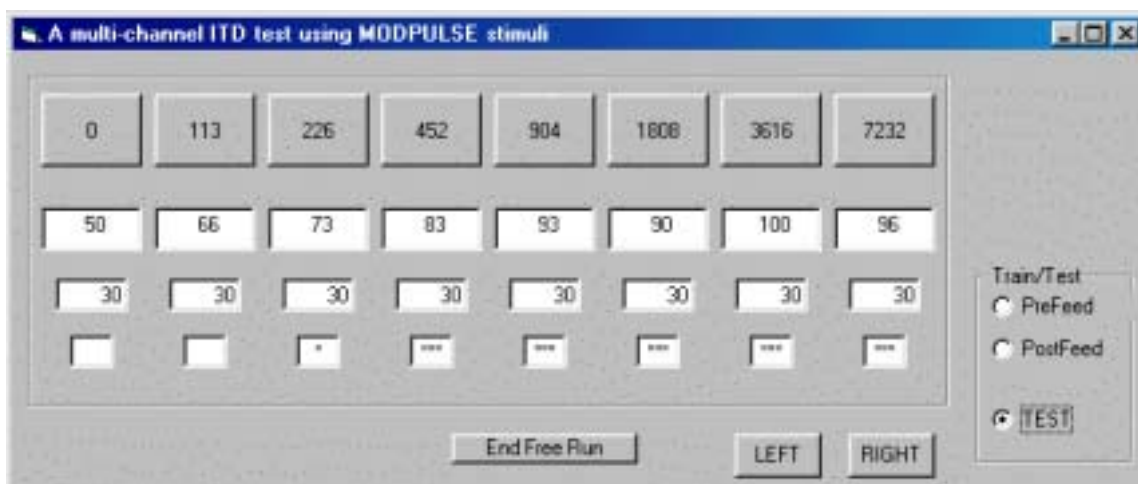 A multi-channel ITD test using MODPULSE stimuli
0 113 226 452 904 1808 3616 7232
50 66 73 83 93 90 100 96
30 30 30 30 30 30 30 30
* *** *** *** *** ***
Train/Test
PreFeed
PostFeed
TEST
End Free Run LEFT RIGHT